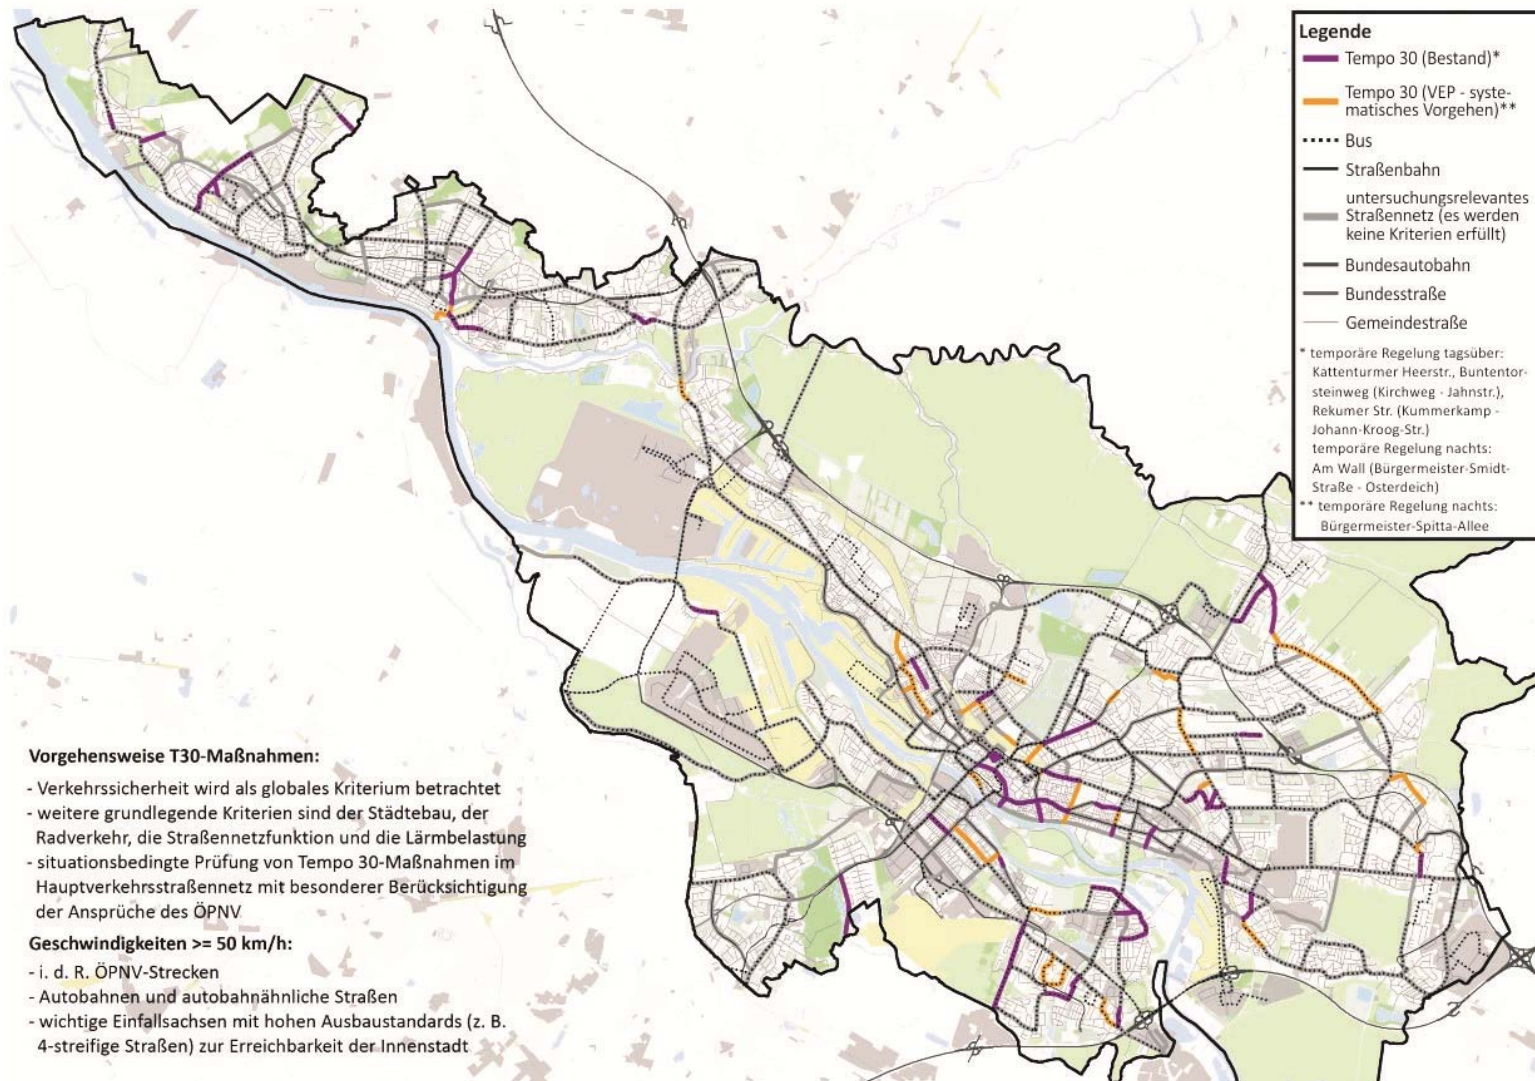 Legende
Tempo 30 (Bestand)*
Tempo 30 (VEP - syste-
matisches Vorgehen)**
Bus
Straßenbahn
untersuchungsrelevantes
Straßennetz (es werden
keine Kriterien erfüllt)
Bundesautobahn
Bundesstraße
Gemeindestraße
* temporäre Regelung tagsüber:
Kattenturmer Heerstr., Buntentor-
steinweg (Kirchweg - Jahnstr.),
Rekumer Str. (Kummerkamp -
Johann-Kroog-Str.)
temporäre Regelung nachts:
Am Wall (Bürgermeister-Smidt-
Straße - Osterdeich)
** temporäre Regelung nachts:
Bürgermeister-Spitta-Allee
Vorgehensweise T30-Maßnahmen:
- Verkehrssicherheit wird als globales Kriterium betrachtet
- weitere grundlegende Kriterien sind der Städtebau, der
Radverkehr, die Straßennetzfunktion und die Lärmbelastung
- situationsbedingte Prüfung von Tempo 30-Maßnahmen im
Hauptverkehrsstraßennetz mit besonderer Berücksichtigung
der Ansprüche des ÖPNV
Geschwindigkeiten >= 50 km/h:
- i. d. R. ÖPNV-Strecken
- Autobahnen und autobahnähnliche Straßen
- wichtige Einfallsachsen mit hohen Ausbaustandards (z. B.
4-streifige Straßen) zur Erreichbarkeit der Innenstadt